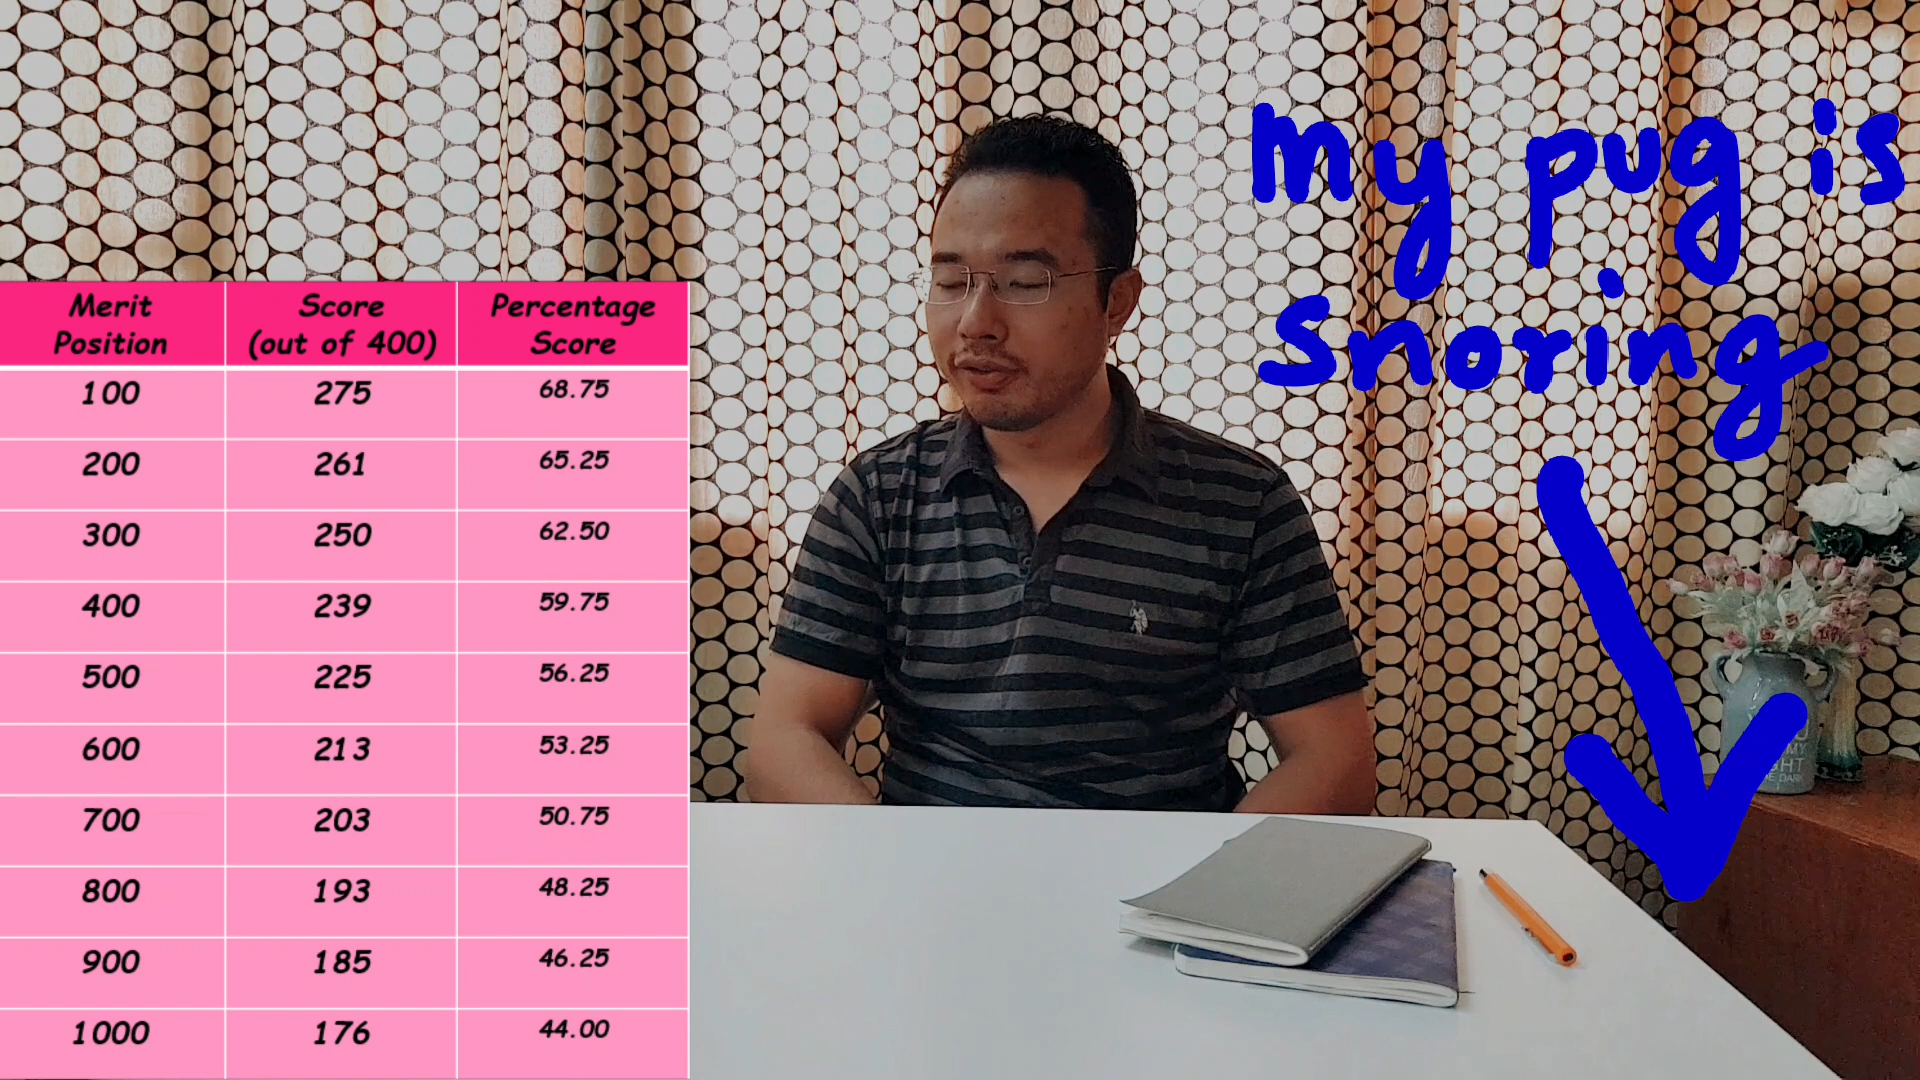 my pug is
snoring
Merit Position	Score (out of 400)	Percentage Score
100	275	68.75
200	261	65.25
300	250	62.50
400	239	59.75
500	225	56.25
600	213	53.25
700	203	50.75
800	193	48.25
900	185	46.25
1000	176	44.00
MY
DARK